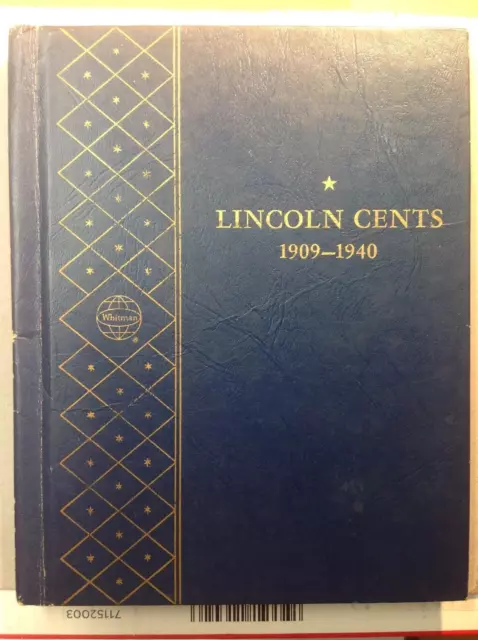 ★
LINCOLN CENTS
1909–1940
Whitman
®
71152003